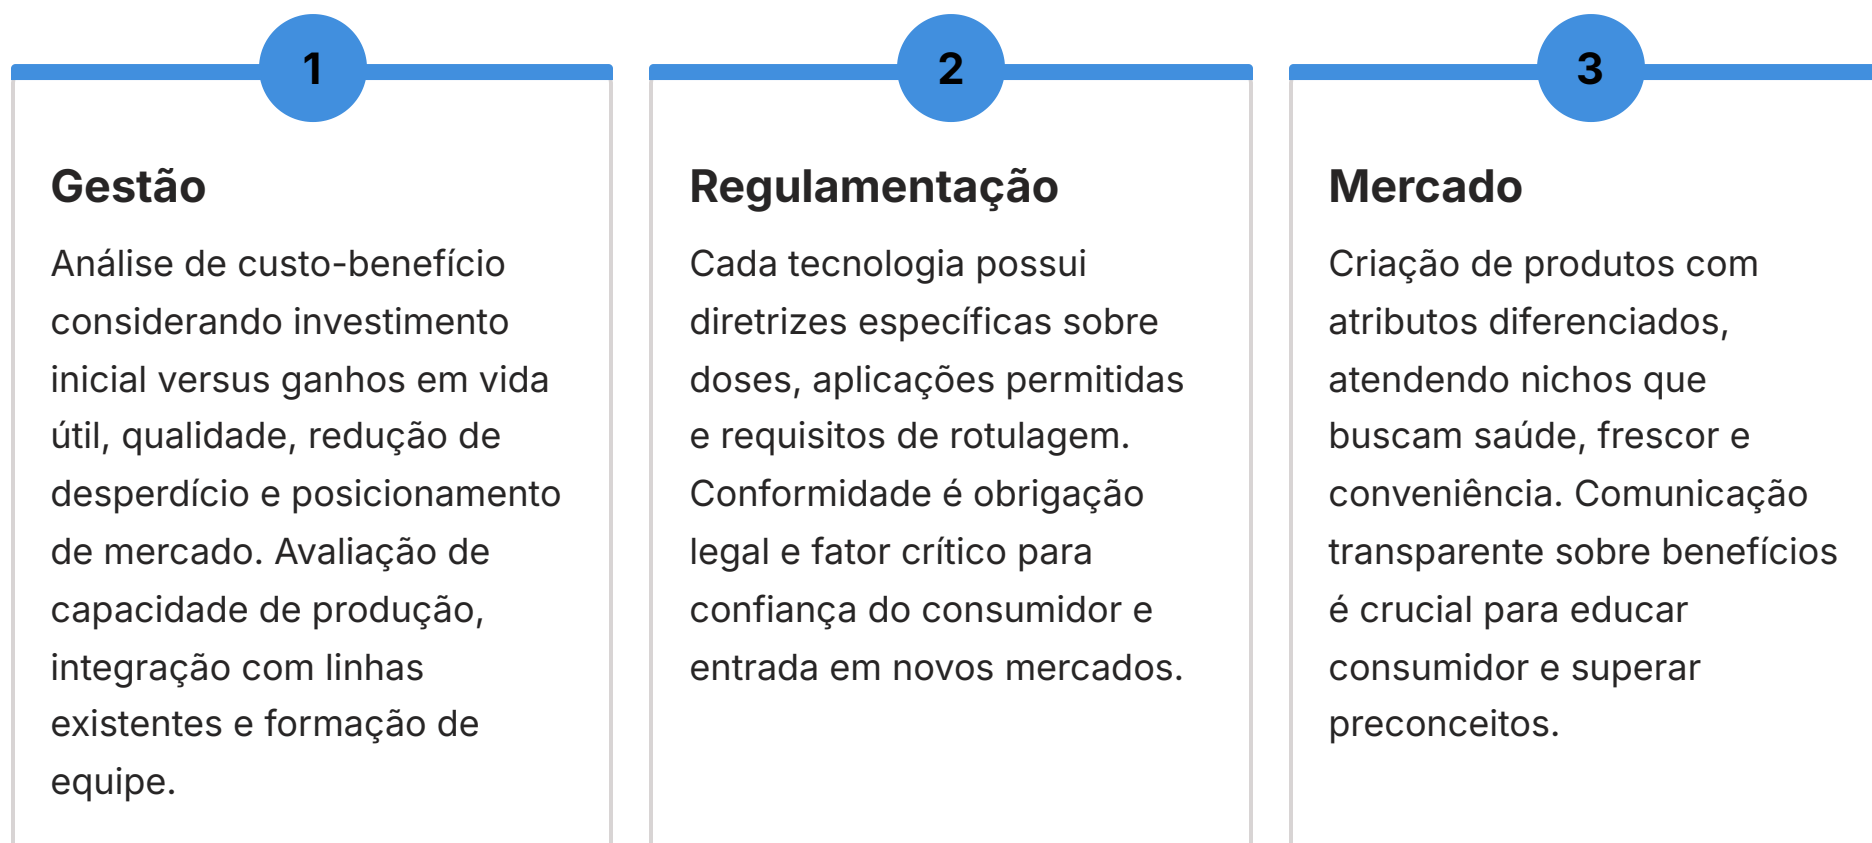 1
Gestão
Análise de custo-benefício
considerando investimento
inicial versus ganhos em vida
útil, qualidade, redução de
desperdício e posicionamento
de mercado. Avaliação de
capacidade de produção,
integração com linhas
existentes e formação de
equipe.
2
Regulamentação
Cada tecnologia possui
diretrizes específicas sobre
doses, aplicações permitidas
e requisitos de rotulagem.
Conformidade é obrigação
legal e fator crítico para
confiança do consumidor e
entrada em novos mercados.
3
Mercado
Criação de produtos com
atributos diferenciados,
atendendo nichos que
buscam saúde, frescor e
conveniência. Comunicação
transparente sobre benefícios
é crucial para educar
consumidor e superar
preconceitos.